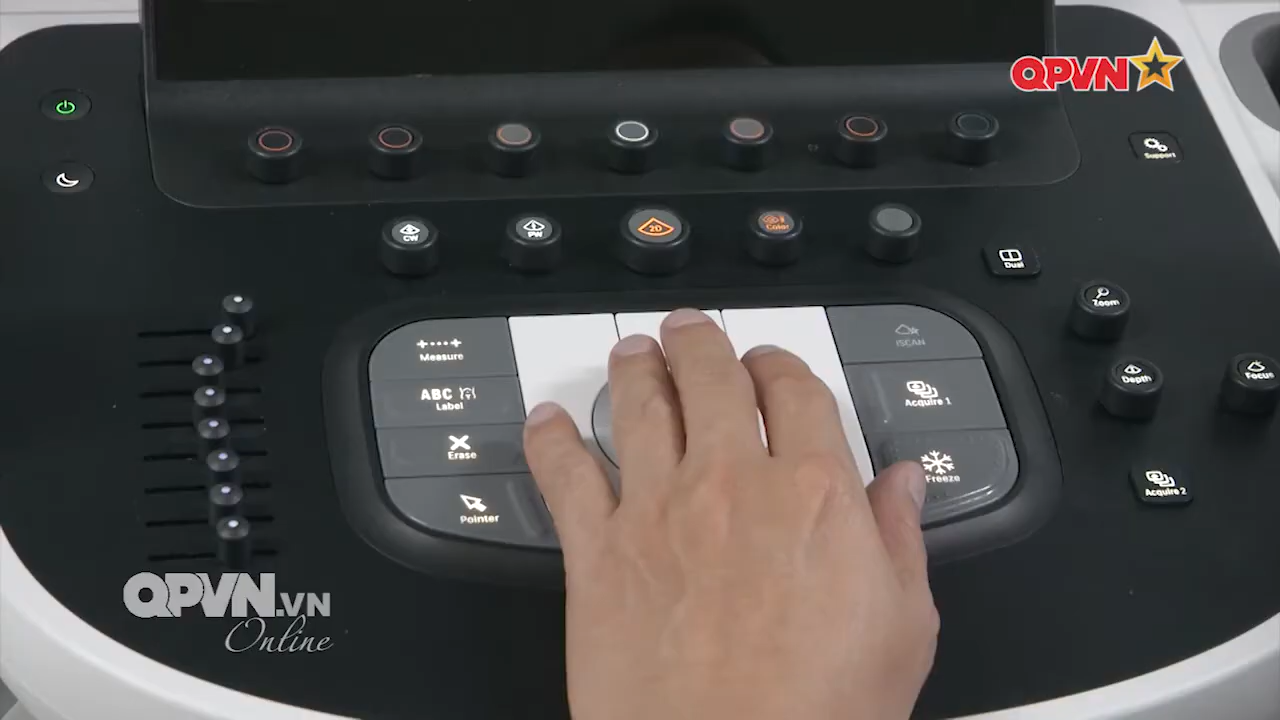 QPVN
Support
CW
PW
2D
Color
Dual
Zoom
Measure
iSCAN
ABC
Label
Acquire 1
Depth
Focus
Erase
Freeze
Pointer
Acquire 2
QPVN.VN
Online